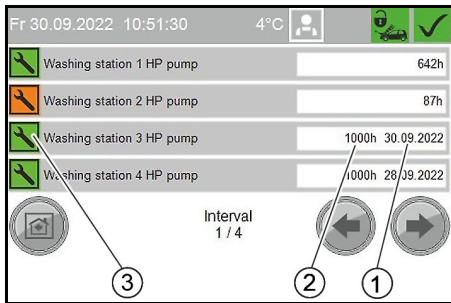 Fr 30.09.2022 10:51:30 4°C
Washing station 1 HP pump 642h
Washing station 2 HP pump 87h
Washing station 3 HP pump 1000h 30.09.2022
Washing station 4 HP pump 1000h 28.09.2022
Interval
1 / 4
3 2 1